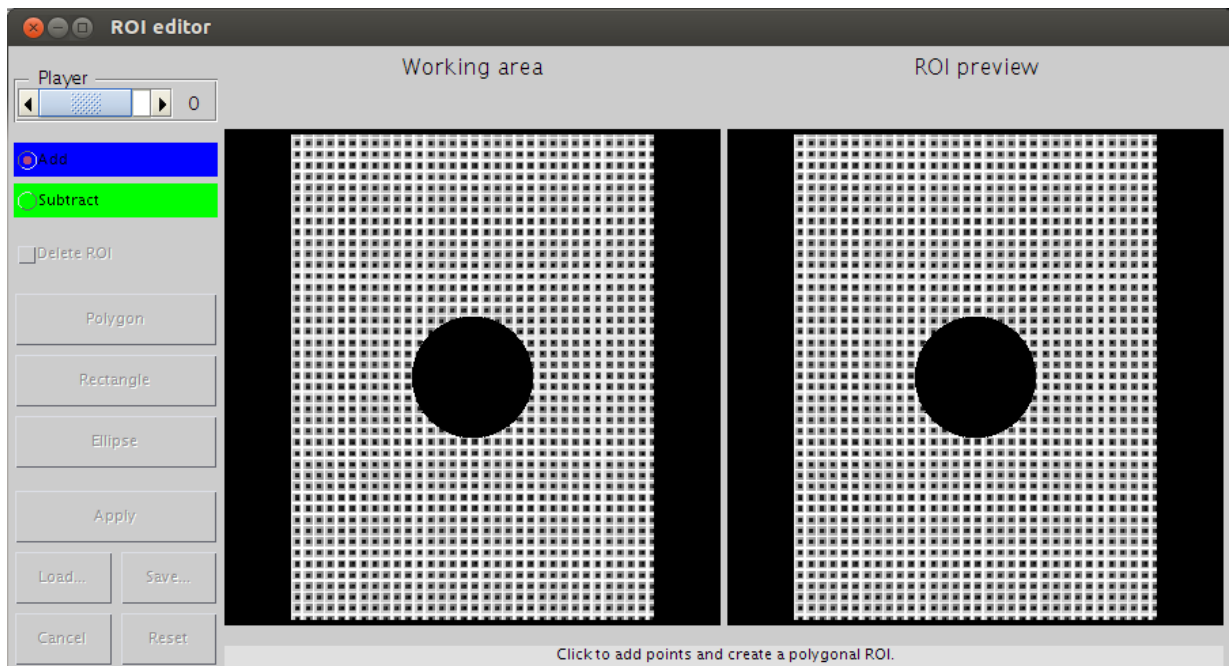 ROI editor
Player
0
Working area
ROI preview
Add
Subtract
Delete ROI
Polygon
Rectangle
Ellipse
Apply
Load...
Save...
Cancel
Reset
Click to add points and create a polygonal ROI.